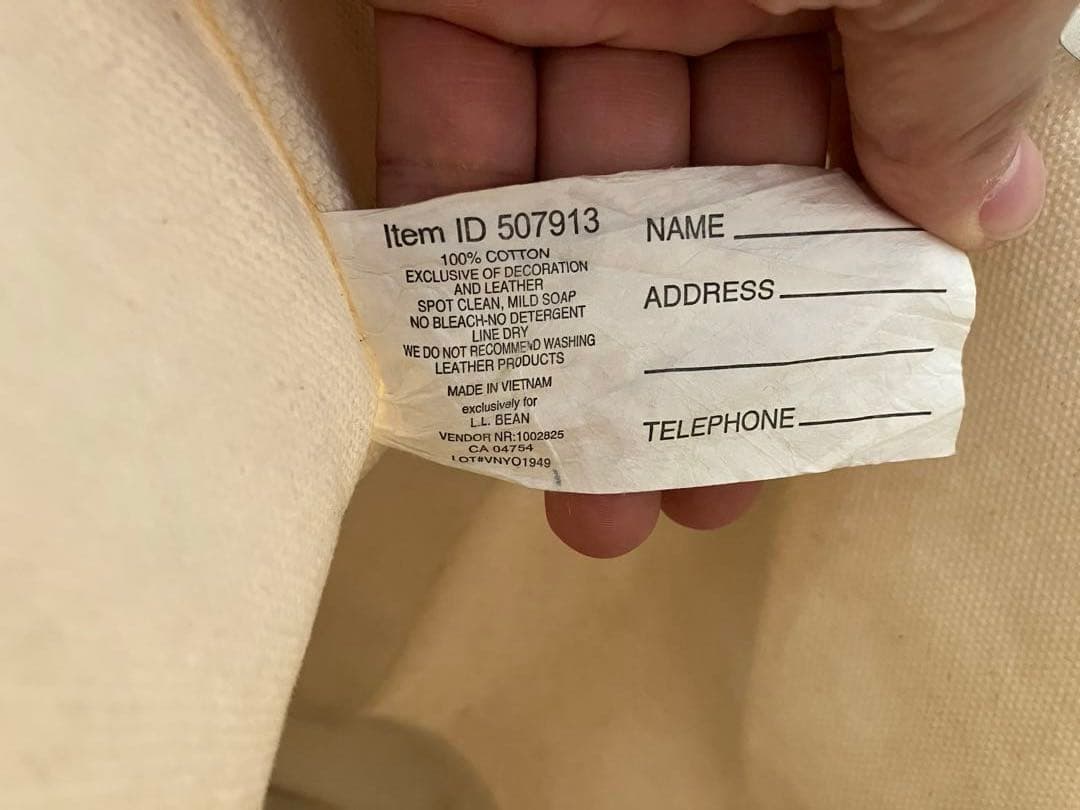 Item ID 507913
100% COTTON
EXCLUSIVE OF DECORATION
AND LEATHER
SPOT CLEAN, MILD SOAP
NO BLEACH-NO DETERGENT
LINE DRY
WE DO NOT RECOMMEND WASHING
LEATHER PRODUCTS
MADE IN VIETNAM
exclusively for
L.L. BEAN
VENDOR NR:1002825
CA 04754
LOT#VNYO1949
NAME
ADDRESS
TELEPHONE